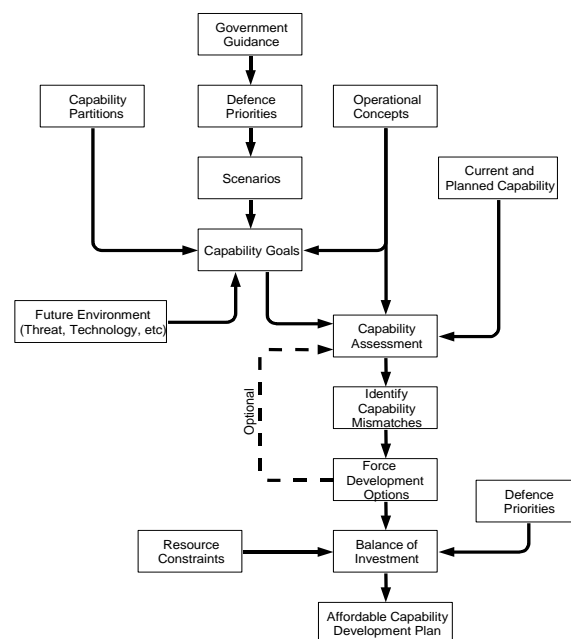 Government
Guidance
Capability
Partitions
Defence
Priorities
Operational
Concepts
Scenarios
Current and
Planned Capability
Capability Goals
Future Environment
(Threat, Technology, etc)
Capability
Assessment
Optional
Identify
Capability
Mismatches
Force
Development
Options
Defence
Priorities
Resource
Constraints
Balance of
Investment
Affordable Capability
Development Plan